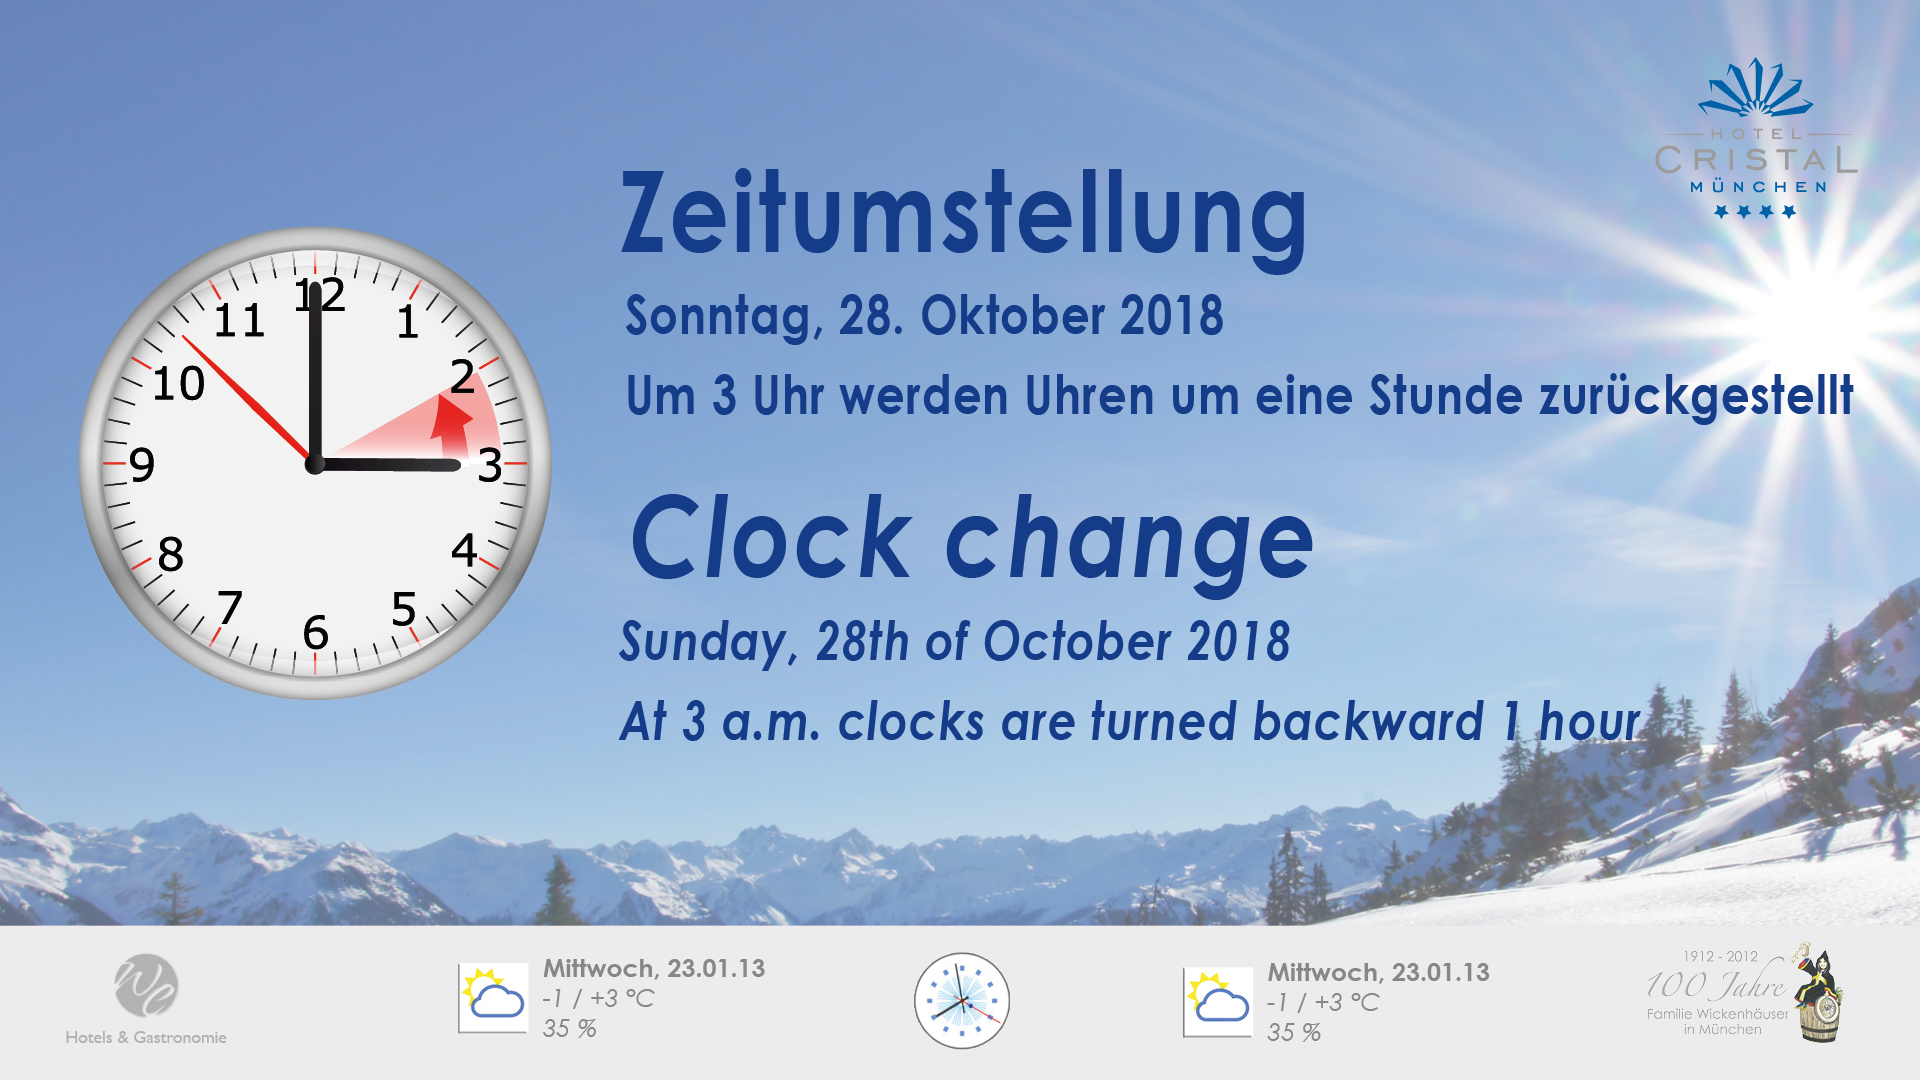 HOTEL
CRISTAL
MÜNCHEN
Zeitumstellung
Sonntag, 28. Oktober 2018
Um 3 Uhr werden Uhren um eine Stunde zurückgestellt
Clock change
Sunday, 28th of October 2018
At 3 a.m. clocks are turned backward 1 hour
12
1
2
3
4
5
6
7
8
9
10
11
We
Hotels & Gastronomie
Mittwoch, 23.01.13
-1 / +3 °C
35 %
Mittwoch, 23.01.13
-1 / +3 °C
35 %
1912 - 2012
100 Jahre
Familie Wickenhäuser
in München